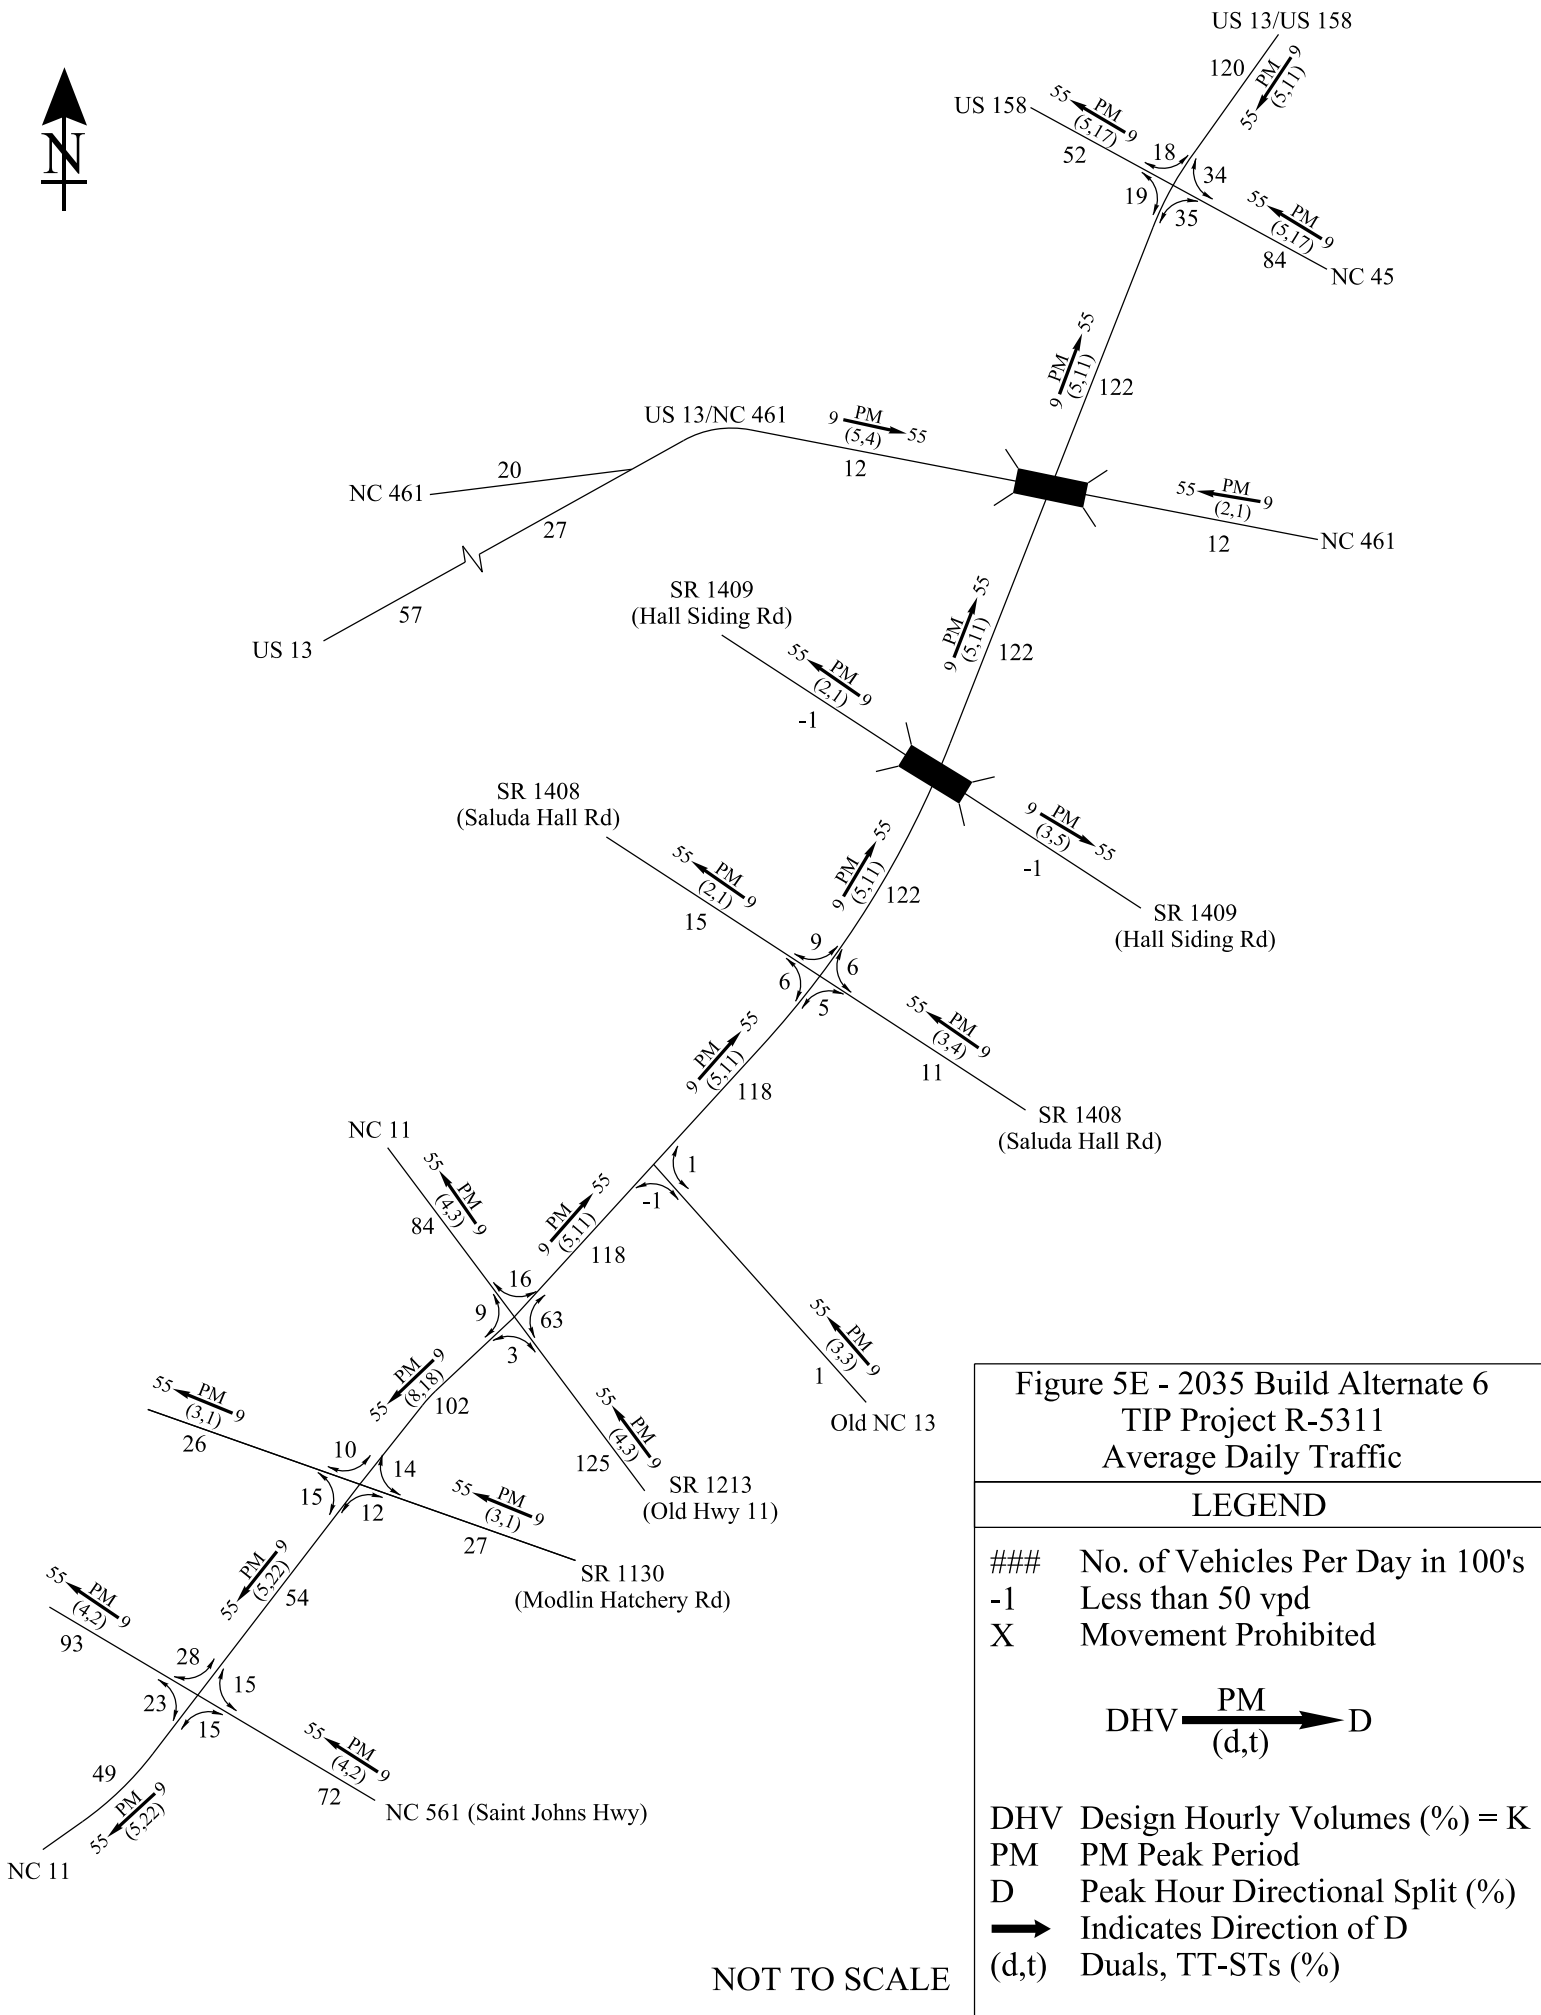 US 13/US 158
120
9
PM
(5,11)
55
US 158
55
PM
9
(5,17)
52
18
34
19
35
55
PM
9
(5,17)
84
NC 45
N
55
PM
(5,11)
9
122
US 13/NC 461
9
PM
55
(5,4)
12
20
NC 461
27
57
US 13
55
PM
9
(2,1)
12
NC 461
SR 1409
(Hall Siding Rd)
55
PM
(5,11)
9
122
55
PM
9
(2,1)
-1
SR 1408
(Saluda Hall Rd)
9
PM
55
(3,5)
-1
SR 1409
(Hall Siding Rd)
55
PM
(5,11)
9
122
55
PM
9
(2,1)
15
9
6
6
5
55
PM
9
(3,4)
11
SR 1408
(Saluda Hall Rd)
55
PM
(5,11)
9
118
NC 11
55
PM
9
(4,3)
84
1
-1
55
PM
(5,11)
9
118
16
9
63
3
55
PM
9
(3,3)
1
Old NC 13
9
PM
(8,18)
55
102
55
PM
9
(4,3)
125
SR 1213
(Old Hwy 11)
55
PM
9
(3,1)
26
10
14
15
12
55
PM
9
(3,1)
27
SR 1130
(Modlin Hatchery Rd)
9
PM
(5,22)
55
54
55
PM
9
(4,2)
93
28
15
23
15
55
PM
9
(4,2)
72
NC 561 (Saint Johns Hwy)
49
9
PM
(5,22)
55
NC 11
Figure 5E - 2035 Build Alternate 6
TIP Project R-5311
Average Daily Traffic
LEGEND
### No. of Vehicles Per Day in 100's
-1 Less than 50 vpd
X Movement Prohibited
PM
DHV D
(d,t)
DHV Design Hourly Volumes (%) = K
PM PM Peak Period
D Peak Hour Directional Split (%)
Indicates Direction of D
(d,t) Duals, TT-STs (%)
NOT TO SCALE